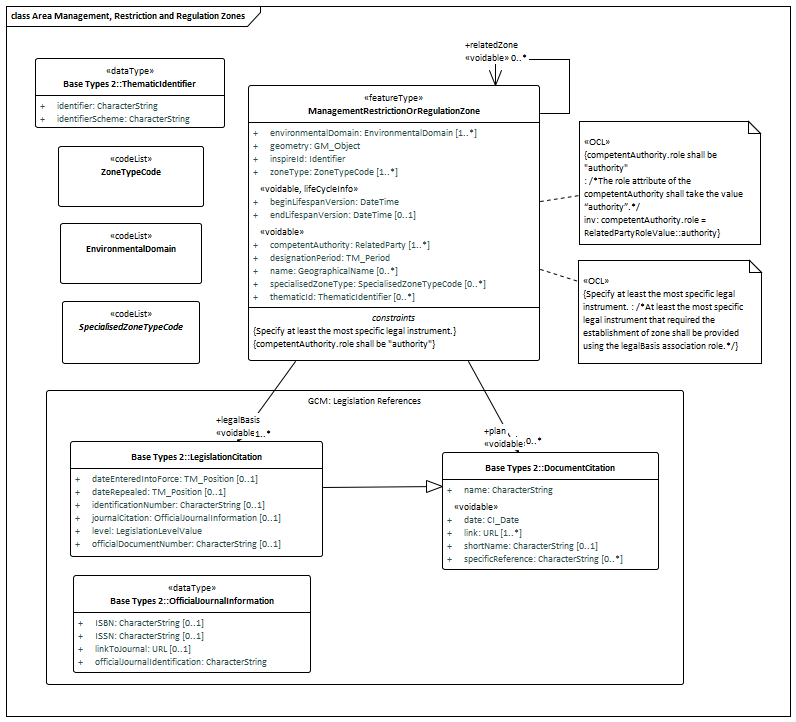 class Area Management, Restriction and Regulation Zones
+relatedZone
«voidable» 0..*
«dataType»
Base Types 2::ThematicIdentifier
+ identifier: CharacterString
+ identifierScheme: CharacterString
«codeList»
ZoneTypeCode
«codeList»
EnvironmentalDomain
«codeList»
SpecialisedZoneTypeCode
«featureType»
ManagementRestrictionOrRegulationZone
+ environmentalDomain: EnvironmentalDomain [1..*]
+ geometry: GM_Object
+ inspireId: Identifier
+ zoneType: ZoneTypeCode [1..*]
«voidable, lifeCycleInfo»
+ beginLifespanVersion: DateTime
+ endLifespanVersion: DateTime [0..1]
«voidable»
+ competentAuthority: RelatedParty [1..*]
+ designationPeriod: TM_Period
+ name: GeographicalName [0..*]
+ specialisedZoneType: SpecialisedZoneTypeCode [0..*]
+ thematicId: ThematicIdentifier [0..*]
constraints
{Specify at least the most specific legal instrument.}
{competentAuthority.role shall be "authority"}
«OCL»
{competentAuthority.role shall be
"authority"
: /*The role attribute of the
competentAuthority shall take the value
"authority".*/
inv: competentAuthority.role =
RelatedPartyRoleValue::authority}
«OCL»
{Specify at least the most specific legal
instrument. : /*At least the most specific
legal instrument that required the
establishment of zone shall be provided
using the legalBasis association role.*/}
GCM: Legislation References
+legalBasis
«voidable 1..*
+plan
«voidable 0..*
Base Types 2::LegislationCitation
+ dateEnteredIntoForce: TM_Position [0..1]
+ dateRepealed: TM_Position [0..1]
+ identificationNumber: CharacterString [0..1]
+ journalCitation: OfficialJournalInformation [0..1]
+ level: LegislationLevelValue
+ officialDocumentNumber: CharacterString [0..1]
Base Types 2::DocumentCitation
+ name: CharacterString
«voidable»
+ date: CI_Date
+ link: URL [1..*]
+ shortName: CharacterString [0..1]
+ specificReference: CharacterString [0..*]
«dataType»
Base Types 2::OfficialJournalInformation
+ ISBN: CharacterString [0..1]
+ ISSN: CharacterString [0..1]
+ linkToJournal: URL [0..1]
+ officialJournalIdentification: CharacterString